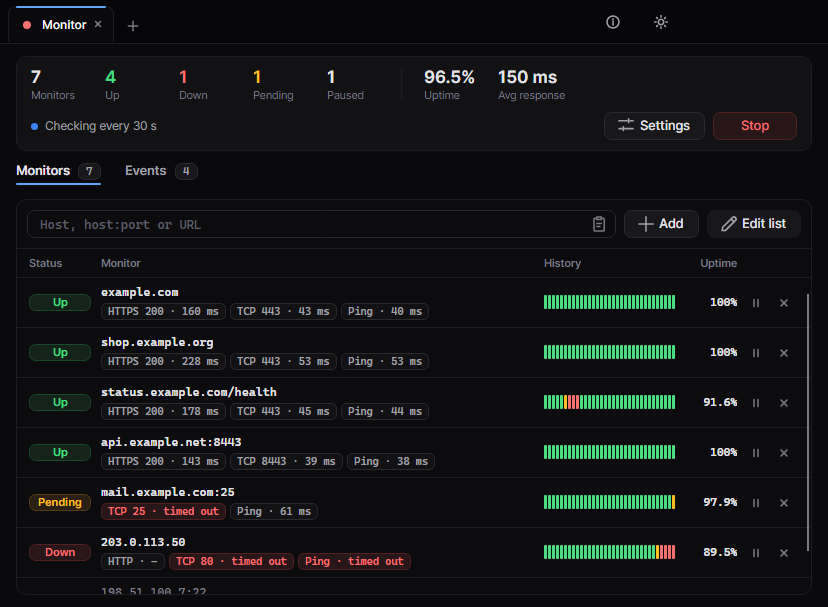 Monitor ×
7 4 1 1 1 96.5% 150 ms
Monitors Up Down Pending Paused Uptime Avg response
Checking every 30 s Settings Stop
Monitors 7 Events 4
Host, host:port or URL Add Edit list
Status Monitor History Uptime
example.com
Up 100%
HTTPS 200 · 160 ms TCP 443 · 43 ms Ping · 40 ms
shop.example.org
Up 100%
HTTPS 200 · 228 ms TCP 443 · 53 ms Ping · 53 ms
status.example.com/health
Up 91.6%
HTTPS 200 · 178 ms TCP 443 · 45 ms Ping · 44 ms
api.example.net:8443
Up 100%
HTTPS 200 · 143 ms TCP 8443 · 39 ms Ping · 38 ms
mail.example.com:25
Pending 97.9%
TCP 25 · timed out Ping · 61 ms
203.0.113.50
Down 89.5%
HTTP · – TCP 80 · timed out Ping · timed out